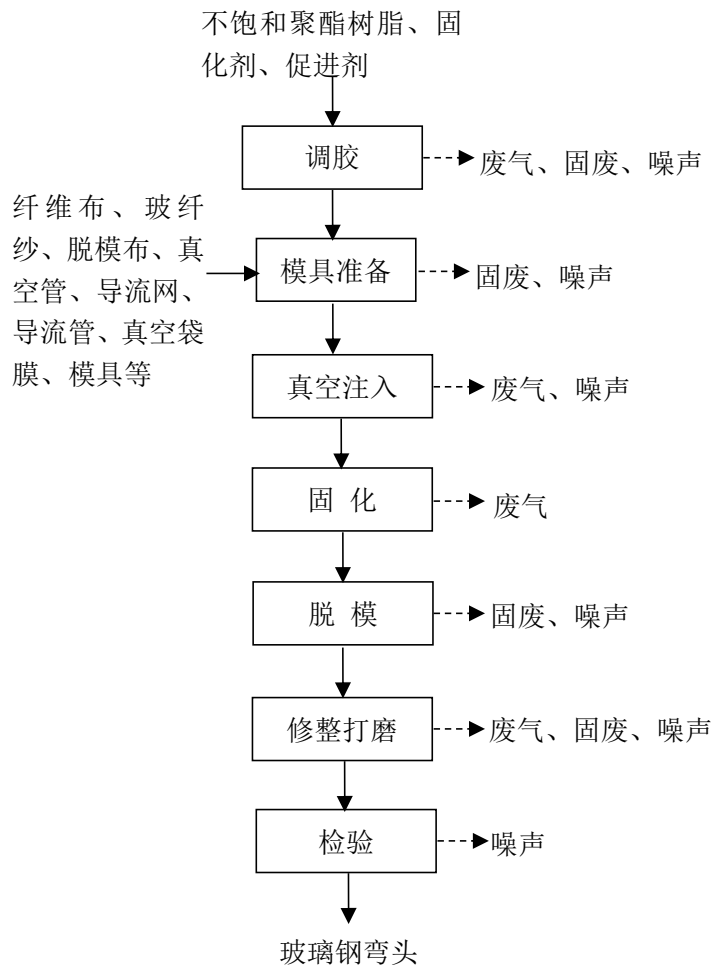 不饱和聚酯树脂、固
化剂、促进剂
调胶
废气、固废、噪声
纤维布、玻纤
纱、脱模布、真
空管、导流网、
导流管、真空袋
膜、模具等
模具准备
固废、噪声
真空注入
废气、噪声
固 化
废气
脱 模
固废、噪声
修整打磨
废气、固废、噪声
检验
噪声
玻璃钢弯头